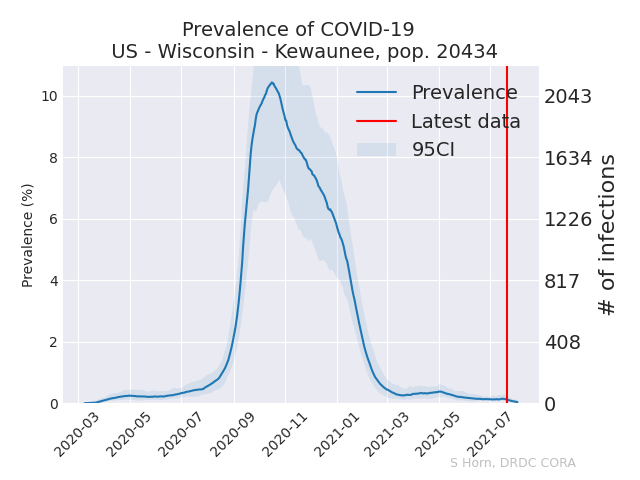 Prevalence of COVID-19
US - Wisconsin - Kewaunee, pop. 20434
Prevalence
Latest data
95CI
Prevalence (%)
10
8
6
4
2
0
2043
1634
1226
817
408
0
# of infections
2020-03
2020-05
2020-07
2020-09
2020-11
2021-01
2021-03
2021-05
2021-07
S Horn, DRDC CORA